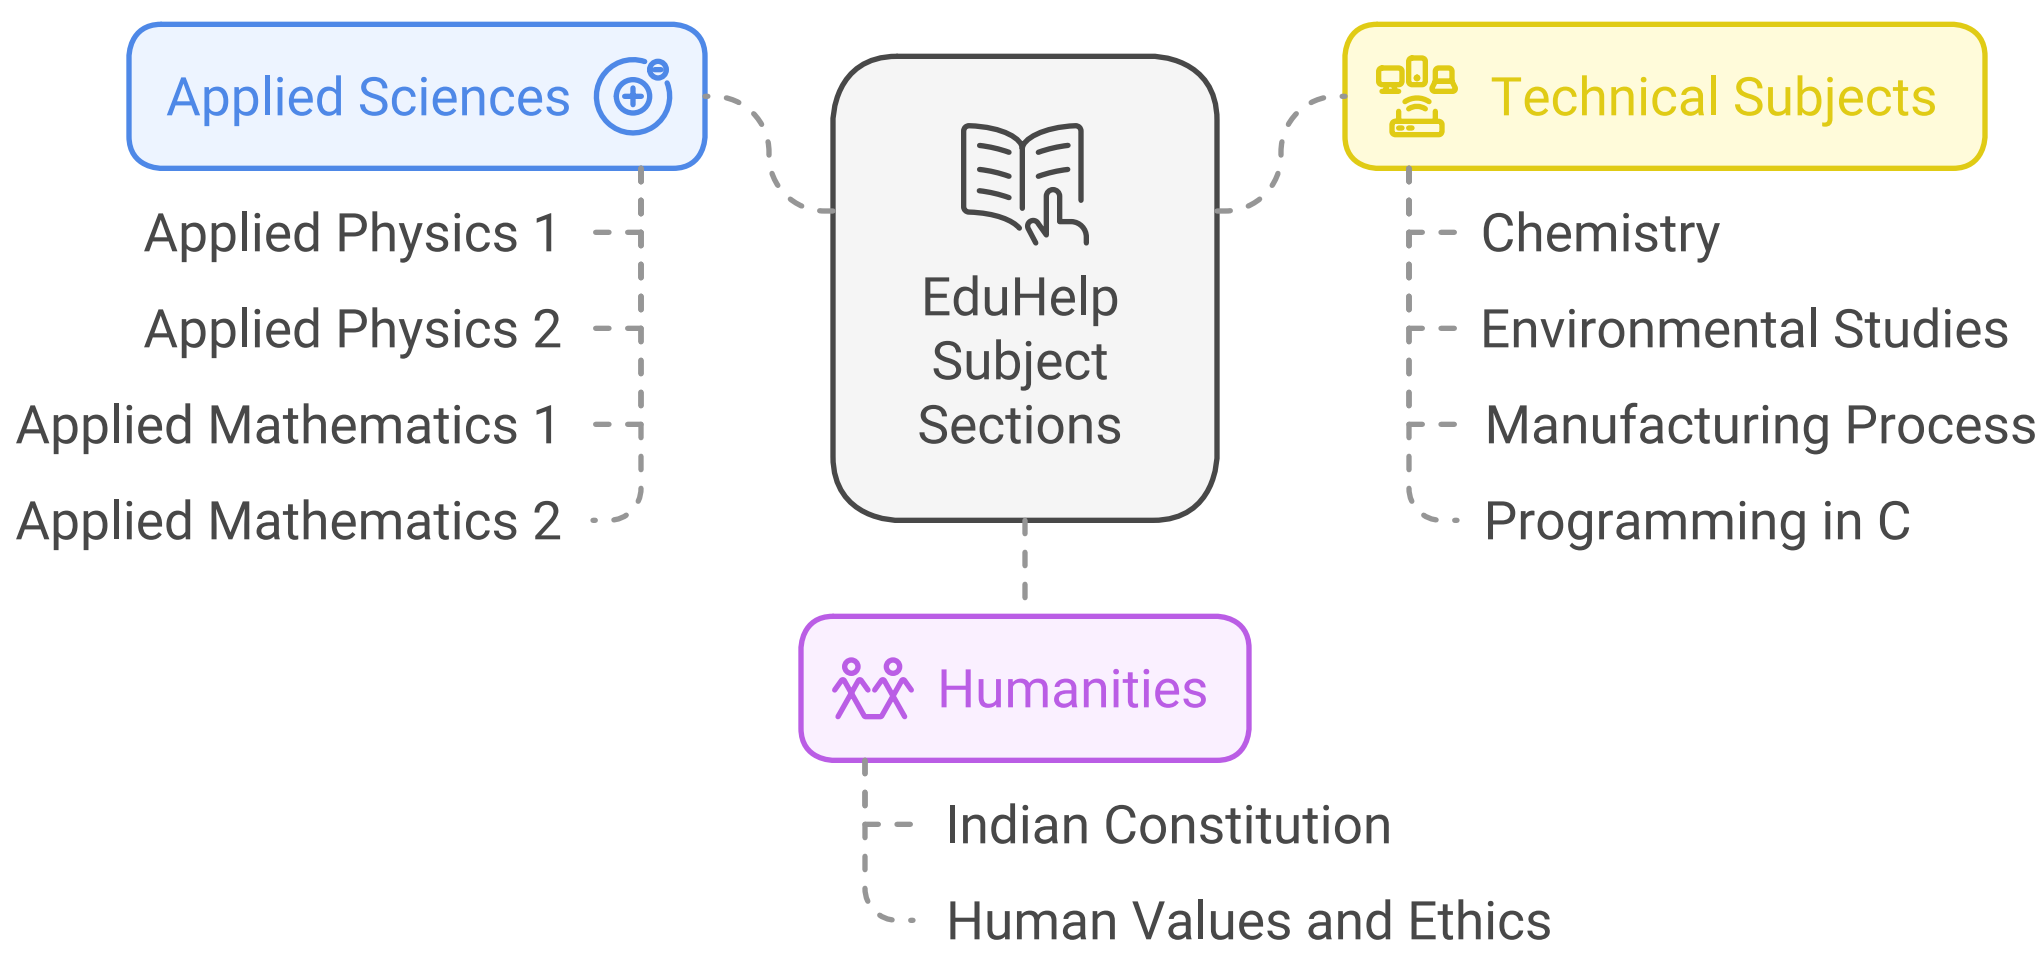 Applied Sciences
Applied Physics 1
Applied Physics 2
Applied Mathematics 1
Applied Mathematics 2
EduHelp
Subject
Sections
Technical Subjects
Chemistry
Environmental Studies
Manufacturing Process
Programming in C
Humanities
Indian Constitution
Human Values and Ethics